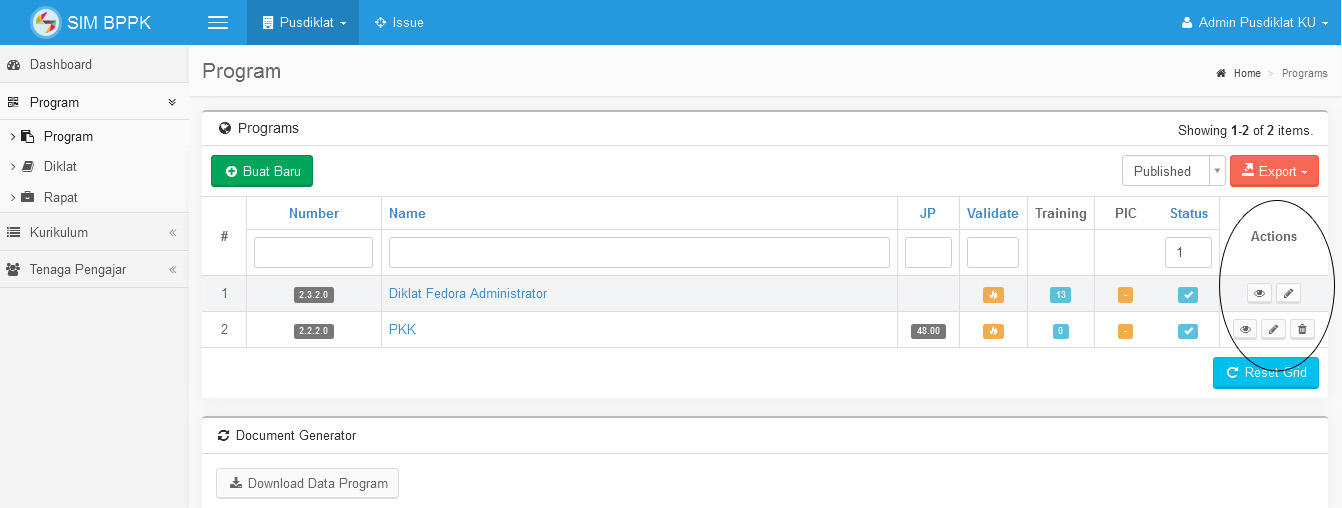 SIM BPPK
Pusdiklat
Issue
Admin Pusdiklat KU
Dashboard
Program
Program
Diklat
Rapat
Kurikulum
Tenaga Pengajar
Program
Home > Programs
Programs
Showing 1-2 of 2 items.
Buat Baru
Published
Export
# Number Name JP Validate Training PIC Status Actions
1
1 2.3.2.0 Diklat Fedora Administrator 13 -
2 2.2.2.0 PKK 48.00 0 -
Reset Grid
Document Generator
Download Data Program